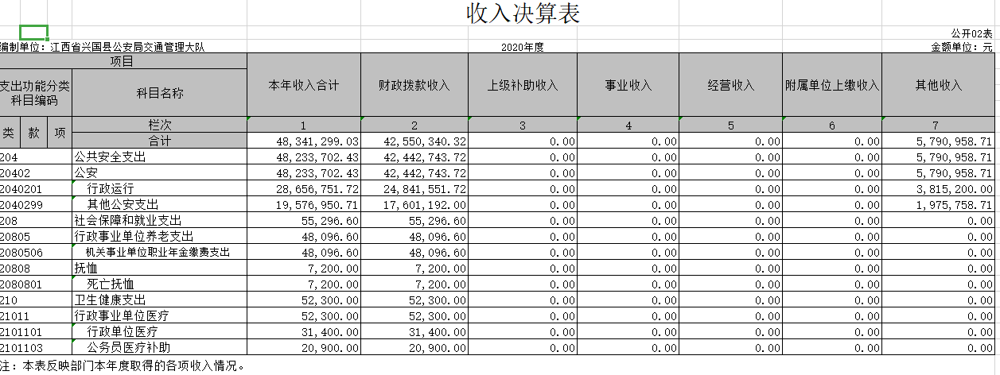 收入决算表
公开02表
编制单位：江西省兴国县公安局交通管理大队 2020年度 金额单位：元
项目 本年收入合计 财政拨款收入 上级补助收入 事业收入 经营收入 附属单位上缴收入 其他收入
支出功能分类科目编码 科目名称
类 款 项 栏次 1 2 3 4 5 6 7
合计 48,341,299.03 42,550,340.32 0.00 0.00 0.00 0.00 5,790,958.71
204 公共安全支出 48,233,702.43 42,442,743.72 0.00 0.00 0.00 0.00 5,790,958.71
20402 公安 48,233,702.43 42,442,743.72 0.00 0.00 0.00 0.00 5,790,958.71
2040201 行政运行 28,656,751.72 24,841,551.72 0.00 0.00 0.00 0.00 3,815,200.00
2040299 其他公安支出 19,576,950.71 17,601,192.00 0.00 0.00 0.00 0.00 1,975,758.71
208 社会保障和就业支出 55,296.60 55,296.60 0.00 0.00 0.00 0.00 0.00
20805 行政事业单位养老支出 48,096.60 48,096.60 0.00 0.00 0.00 0.00 0.00
2080506 机关事业单位职业年金缴费支出 48,096.60 48,096.60 0.00 0.00 0.00 0.00 0.00
20808 抚恤 7,200.00 7,200.00 0.00 0.00 0.00 0.00 0.00
2080801 死亡抚恤 7,200.00 7,200.00 0.00 0.00 0.00 0.00 0.00
210 卫生健康支出 52,300.00 52,300.00 0.00 0.00 0.00 0.00 0.00
21011 行政事业单位医疗 52,300.00 52,300.00 0.00 0.00 0.00 0.00 0.00
2101101 行政单位医疗 31,400.00 31,400.00 0.00 0.00 0.00 0.00 0.00
2101103 公务员医疗补助 20,900.00 20,900.00 0.00 0.00 0.00 0.00 0.00
注：本表反映部门本年度取得的各项收入情况。